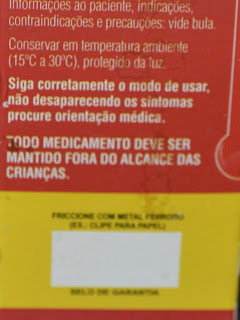 Informações ao paciente, indicações,
contraindicações e precauções: vide bula.
Conservar em temperatura ambiente
(15°C a 30°C), protegido da luz.
Siga corretamente o modo de usar,
não desaparecendo os sintomas
procure orientação médica.
TODO MEDICAMENTO DEVE SER
MANTIDO FORA DO ALCANCE DAS
CRIANÇAS.
FRICCIONE COM METAL FERROSO
(EX.: CLIPE PARA PAPEL)
SELO DE GARANTIA